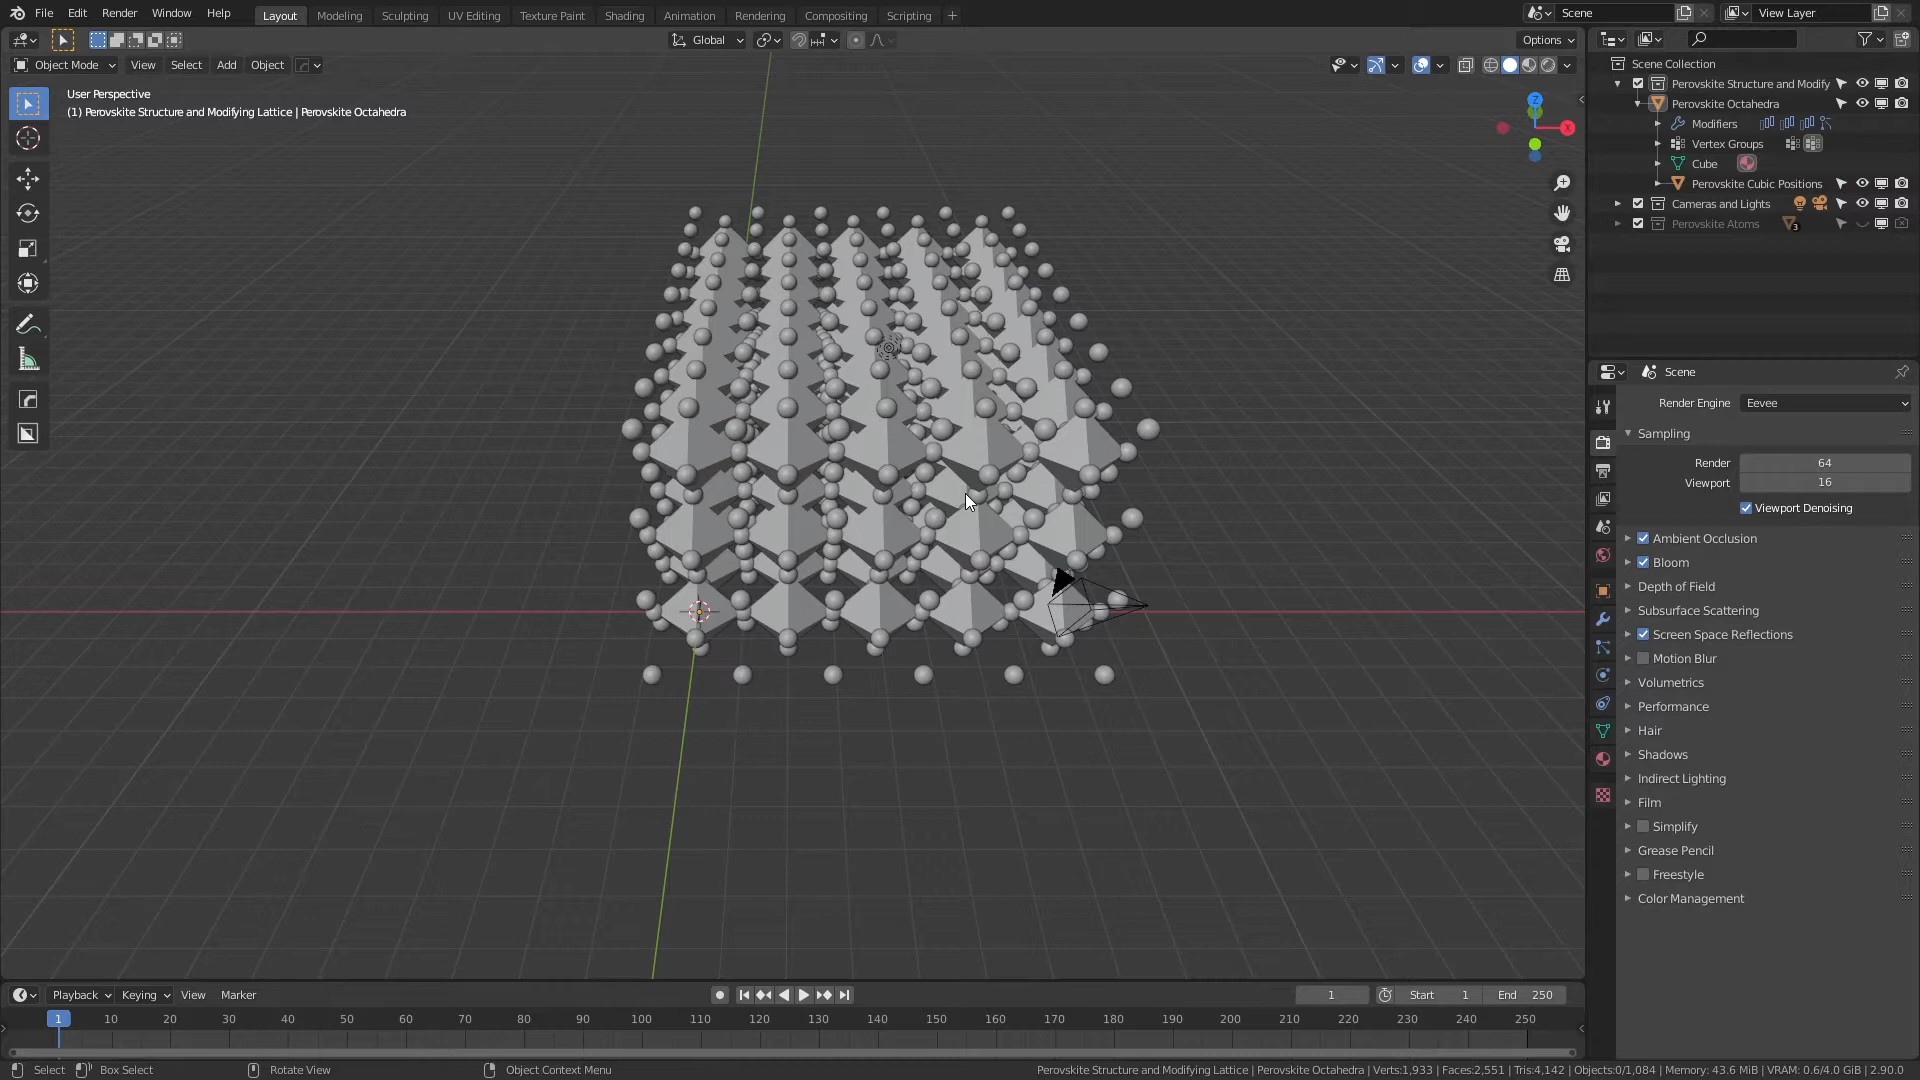 File Edit Render Window Help Layout Modeling Sculpting UV Editing Texture Paint Shading Animation Rendering Compositing Scripting + Scene View Layer
Global Options
Object Mode View Select Add Object
User Perspective
(1) Perovskite Structure and Modifying Lattice | Perovskite Octahedra
Z
X
Scene Collection
Perovskite Structure and Modify
Perovskite Octahedra
Modifiers
Vertex Groups
Cube
Perovskite Cubic Positions
Cameras and Lights
Perovskite Atoms 3
Scene
Render Engine Eevee
Sampling
Render 64
Viewport 16
Viewport Denoising
Ambient Occlusion
Bloom
Depth of Field
Subsurface Scattering
Screen Space Reflections
Motion Blur
Volumetrics
Performance
Hair
Shadows
Indirect Lighting
Film
Simplify
Grease Pencil
Freestyle
Color Management
Playback Keying View Marker 1 Start 1 End 250
1 10 20 30 40 50 60 70 80 90 100 110 120 130 140 150 160 170 180 190 200 210 220 230 240 250
Select Box Select Rotate View Object Context Menu Perovskite Structure and Modifying Lattice | Perovskite Octahedra | Verts:1,933 | Faces:2,551 | Tris:4,142 | Objects:0/1,084 | Memory: 43.6 MiB | VRAM: 0.6/4.0 GiB | 2.90.0